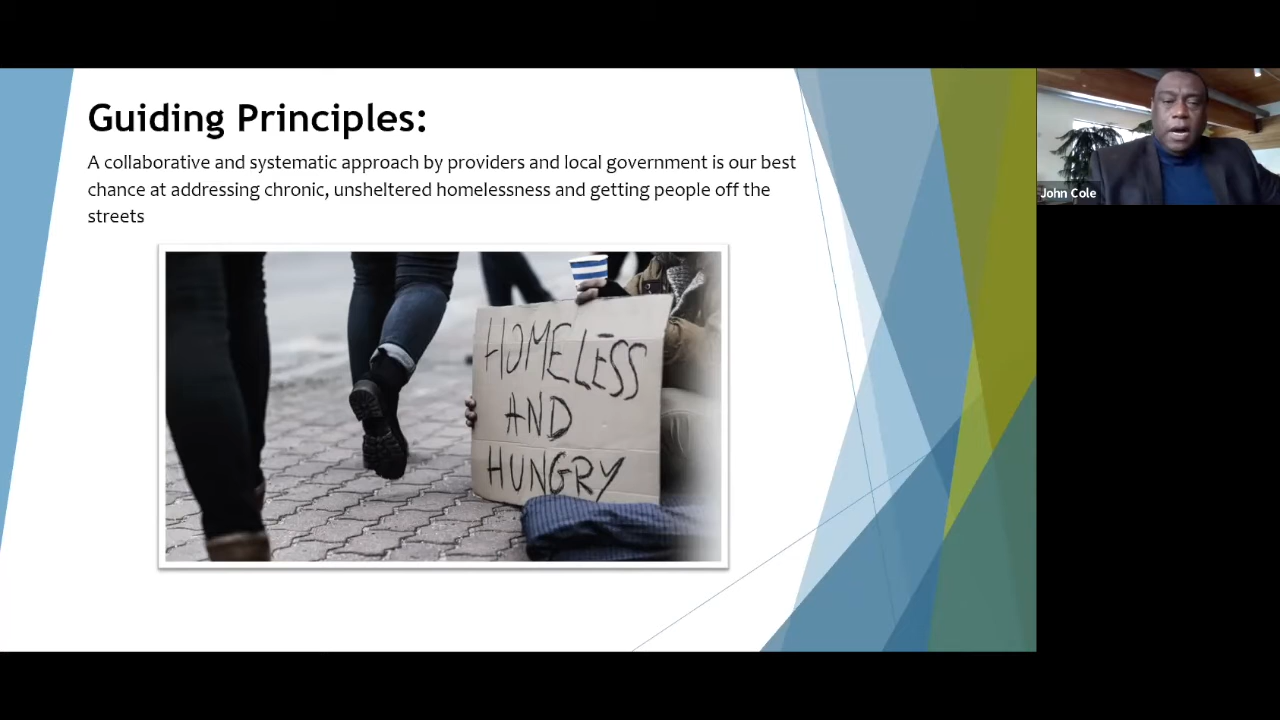 Guiding Principles:
A collaborative and systematic approach by providers and local government is our best
chance at addressing chronic, unsheltered homelessness and getting people off the
streets
HOMELESS
AND
HUNGRY
John Cole